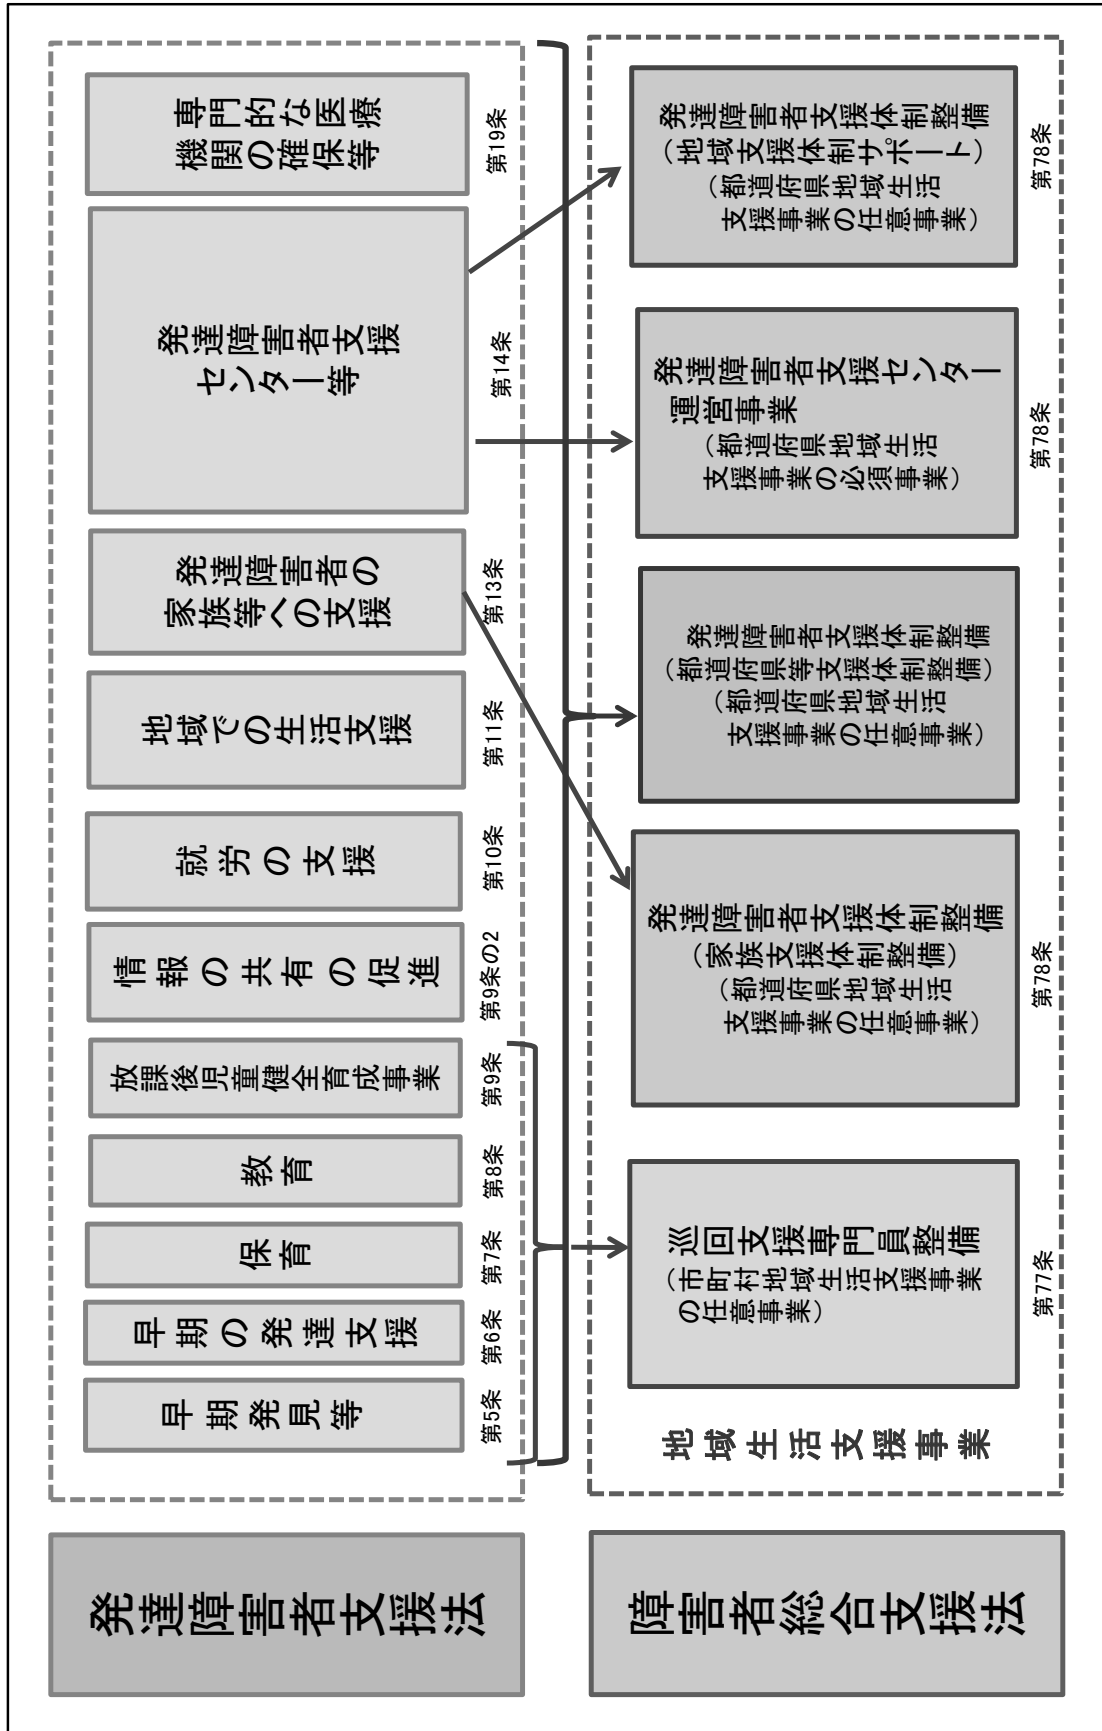 発達障害者支援法
早期発見等
第5条
早期の発達支援
第6条
保育
第7条
教育
第8条
放課後児童健全育成事業
第9条
情報の共有の促進
第9条の2
就労の支援
第10条
地域での生活支援
第11条
発達障害者の
家族等への支援
第13条
発達障害者支援
センター等
第14条
専門的な医療
機関の確保等
第19条
障害者総合支援法
地域生活支援事業
巡回支援専門員整備
（市町村地域生活支援事業
の任意事業）
第77条
発達障害者支援体制整備
（家族支援体制整備）
（都道府県地域生活
支援事業の任意事業）
第78条
発達障害者支援体制整備
（都道府県等支援体制整備）
（都道府県地域生活
支援事業の任意事業）
発達障害者支援センター
運営事業
（都道府県地域生活
支援事業の必須事業）
第78条
発達障害者支援体制整備
（地域支援体制サポート）
（都道府県地域生活
支援事業の任意事業）
第78条